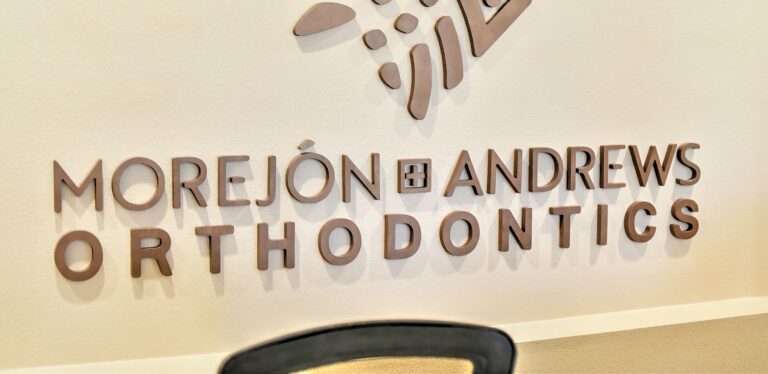 MOREJÓN + ANDREWS
ORTHODONTICS